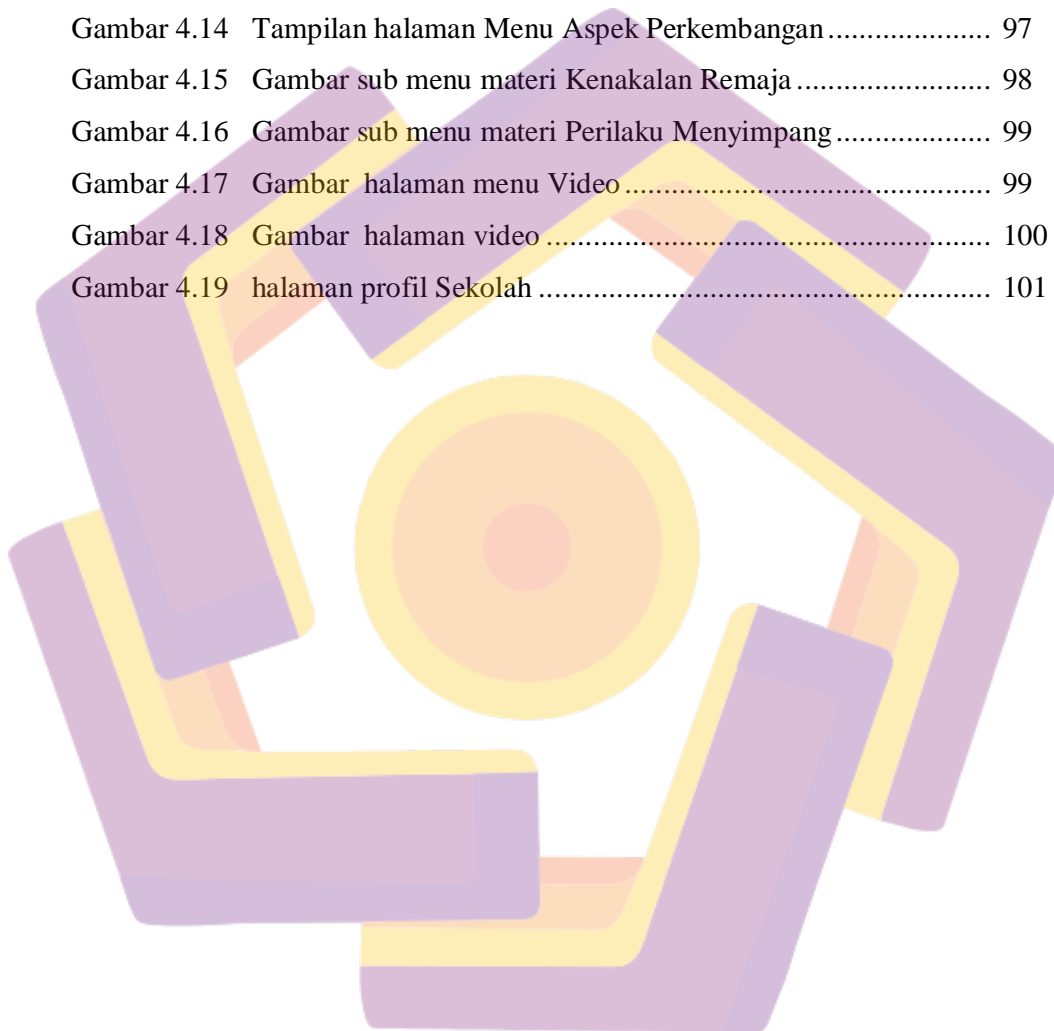 Gambar 4.14 Tampilan halaman Menu Aspek Perkembangan ..................... 97
Gambar 4.15 Gambar sub menu materi Kenakalan Remaja ......................... 98
Gambar 4.16 Gambar sub menu materi Perilaku Menyimpang .................... 99
Gambar 4.17 Gambar halaman menu Video ............................................... 99
Gambar 4.18 Gambar halaman video ......................................................... 100
Gambar 4.19 halaman profil Sekolah .......................................................... 101